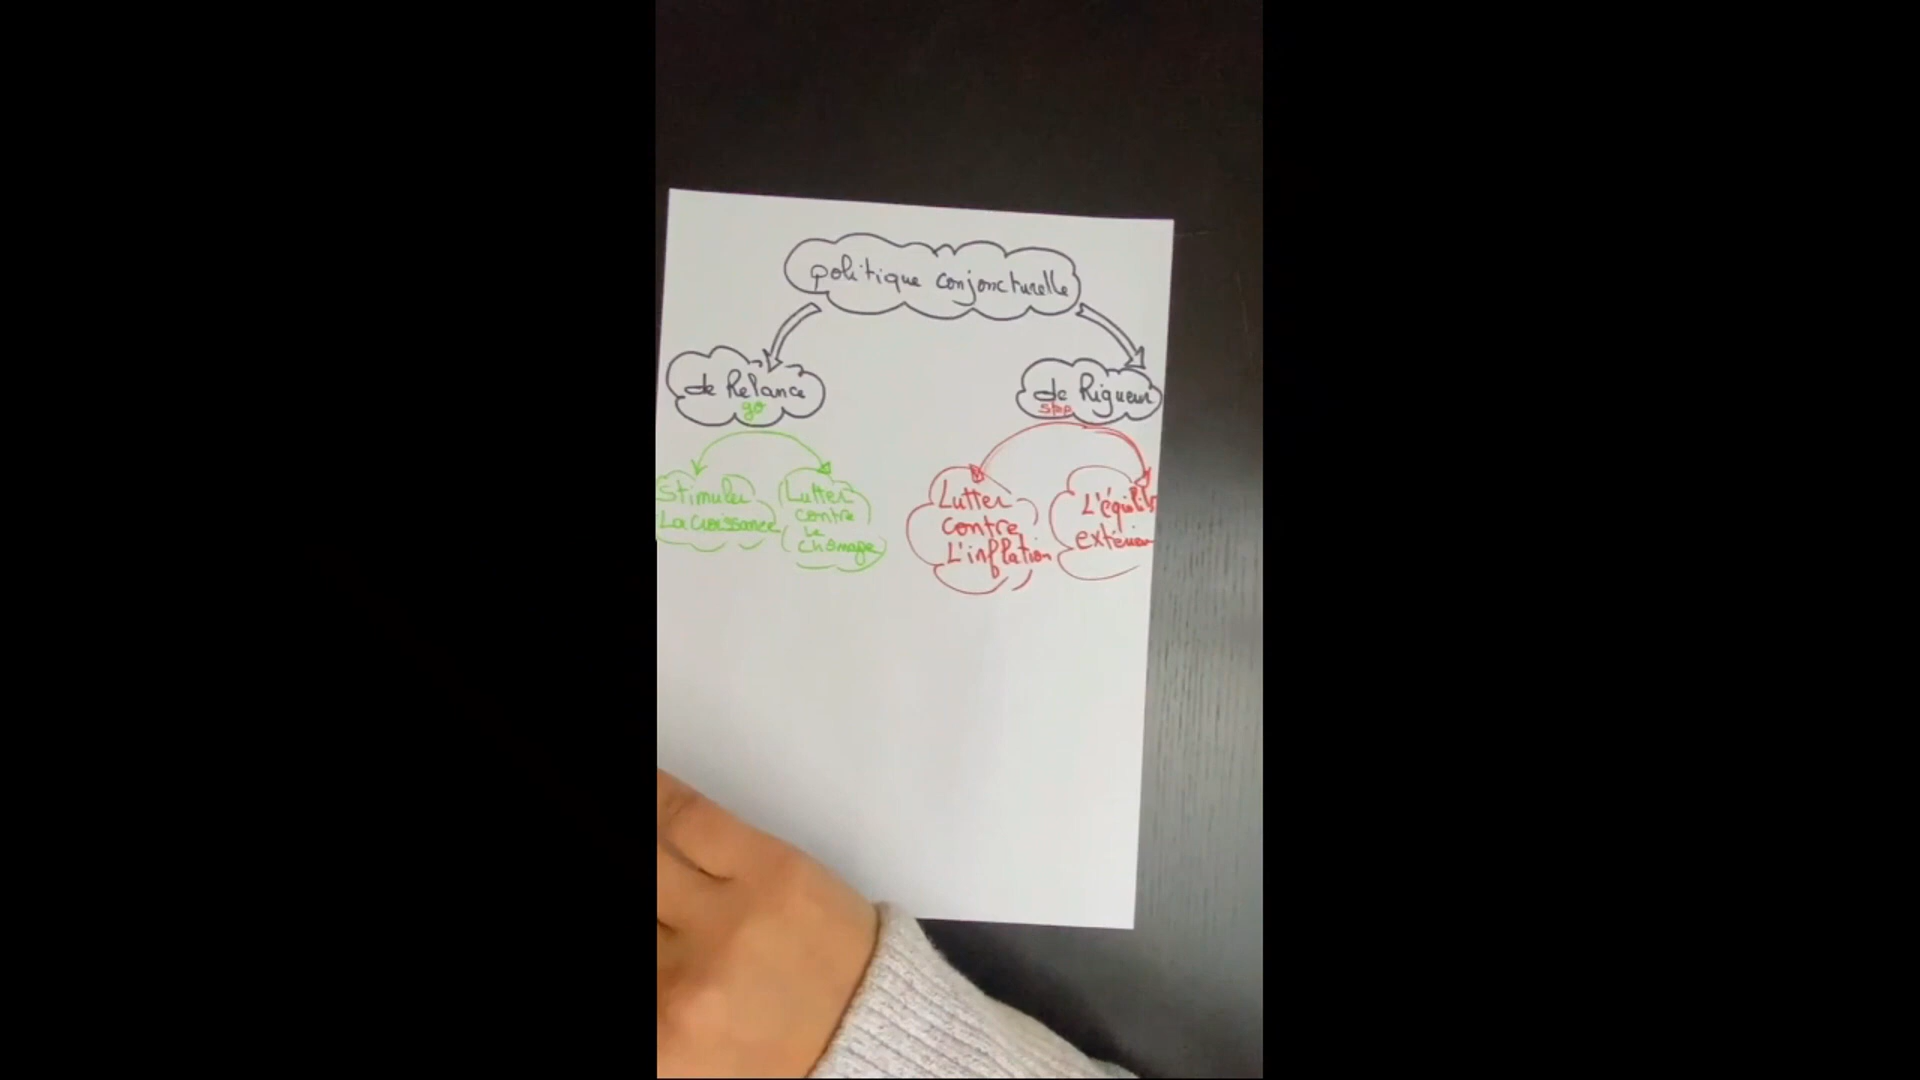 politique conjoncturelle
de Relance
go
de Rigueur
stop
Stimuler
La croissance
Lutter
contre
le
chômage
Lutter
contre
L'inflation
L'équilib
extérieur